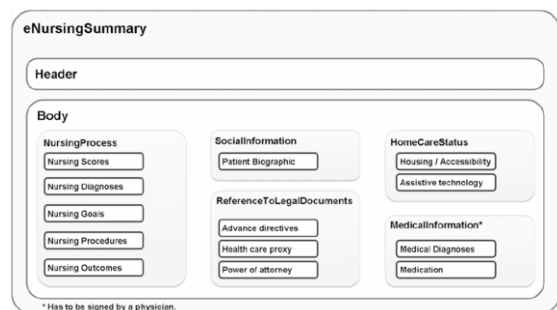 eNursingSummary
Header
Body
NursingProcess
Nursing Scores
Nursing Diagnoses
Nursing Goals
Nursing Procedures
Nursing Outcomes
SocialInformation
Patient Biographic
ReferenceToLegalDocuments
Advance directives
Health care proxy
Power of attorney
HomeCareStatus
Housing / Accessibility
Assistive technology
MedicalInformation*
Medical Diagnoses
Medication
* Has to be signed by a physician.